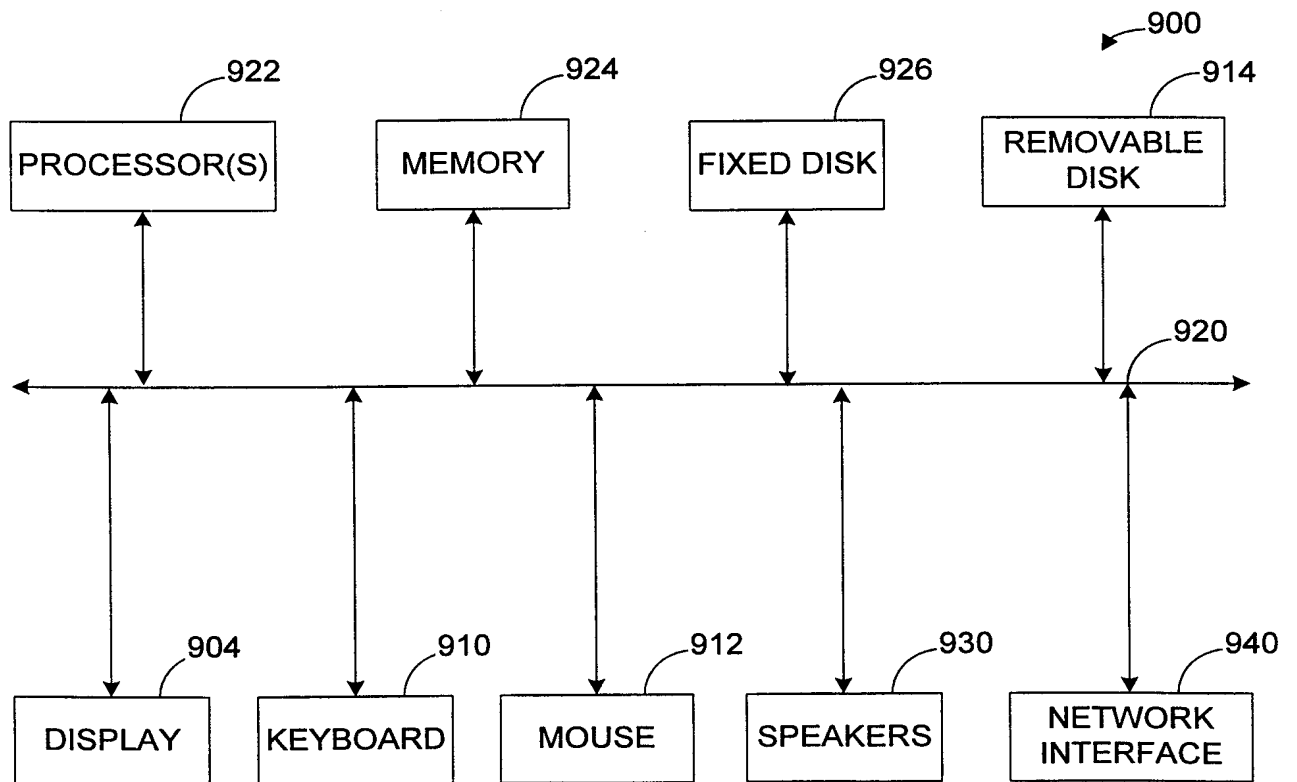 900
922
924
926
914
PROCESSOR(S)
MEMORY
FIXED DISK
REMOVABLE
DISK
920
904
910
912
930
940
DISPLAY
KEYBOARD
MOUSE
SPEAKERS
NETWORK
INTERFACE